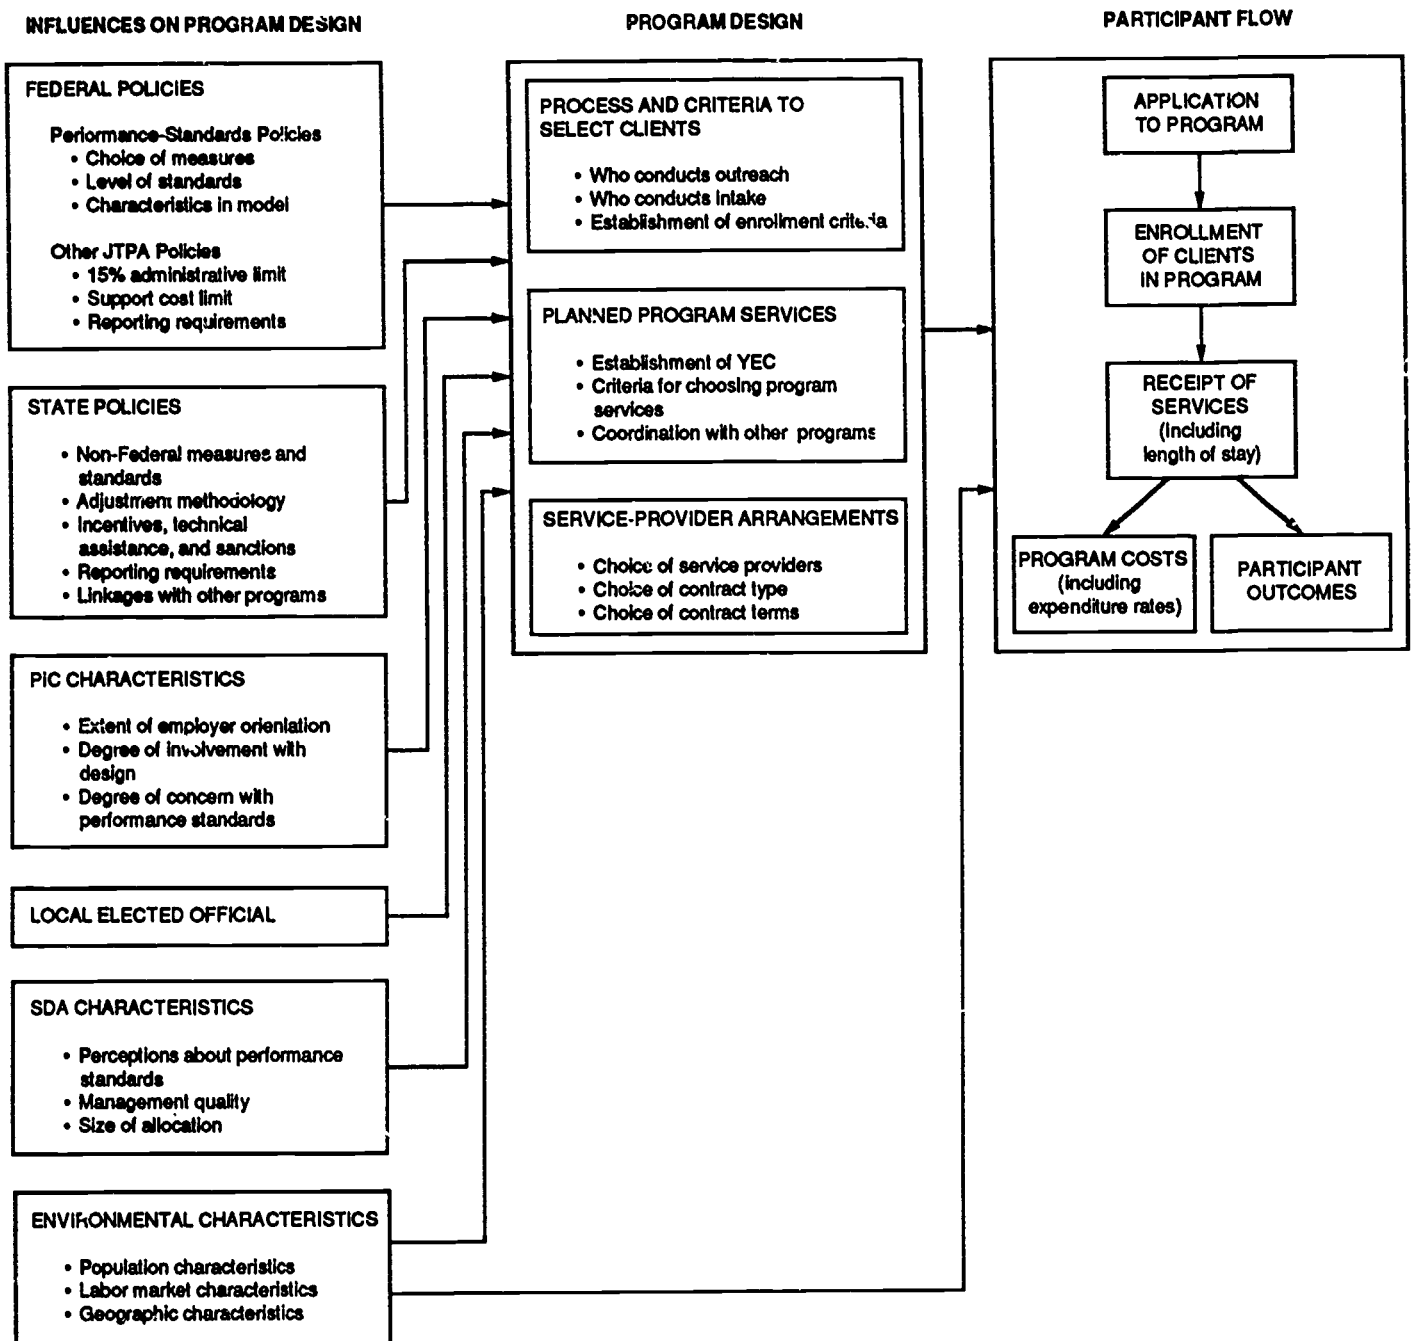 INFLUENCES ON PROGRAM DESIGN
FEDERAL POLICIES
Performance-Standards Policies
• Choice of measures
• Level of standards
• Characteristics in model
Other JTPA Policies
• 15% administrative limit
• Support cost limit
• Reporting requirements
STATE POLICIES
• Non-Federal measures and
standards
• Adjustment methodology
• Incentives, technical
assistance, and sanctions
• Reporting requirements
• Linkages with other programs
PIC CHARACTERISTICS
• Extent of employer orientation
• Degree of involvement with
design
• Degree of concern with
performance standards
LOCAL ELECTED OFFICIAL
SDA CHARACTERISTICS
• Perceptions about performance
standards
• Management quality
• Size of allocation
ENVIRONMENTAL CHARACTERISTICS
• Population characteristics
• Labor market characteristics
• Geographic characteristics
PROGRAM DESIGN
PROCESS AND CRITERIA TO
SELECT CLIENTS
• Who conducts outreach
• Who conducts intake
• Establishment of enrollment criteria
PLANNED PROGRAM SERVICES
• Establishment of YEC
• Criteria for choosing program
services
• Coordination with other programs
SERVICE-PROVIDER ARRANGEMENTS
• Choice of service providers
• Choice of contract type
• Choice of contract terms
PARTICIPANT FLOW
APPLICATION
TO PROGRAM
ENROLLMENT
OF CLIENTS
IN PROGRAM
RECEIPT OF
SERVICES
(including
length of stay)
PROGRAM COSTS
(including
expenditure rates)
PARTICIPANT
OUTCOMES